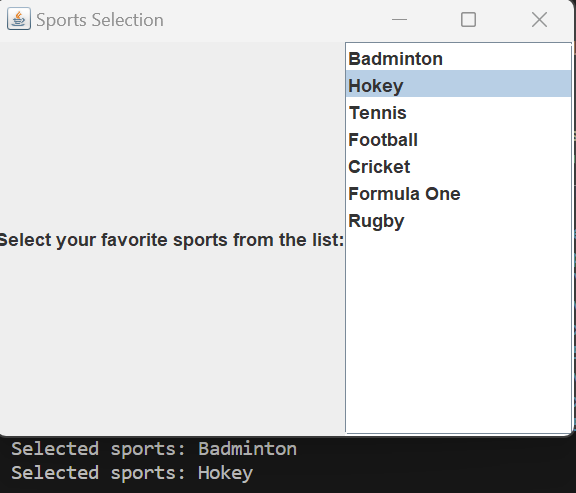 Sports Selection
Select your favorite sports from the list:
Badminton
Hokey
Tennis
Football
Cricket
Formula One
Rugby
Selected sports: Badminton
Selected sports: Hokey